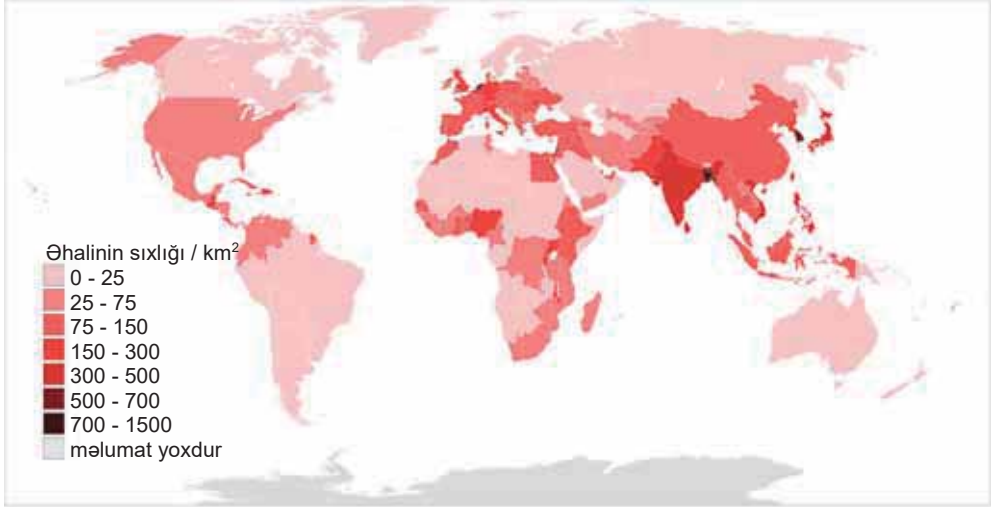 Əhalinin sıxlığı / km²
0 - 25
25 - 75
75 - 150
150 - 300
300 - 500
500 - 700
700 - 1500
məlumat yoxdur